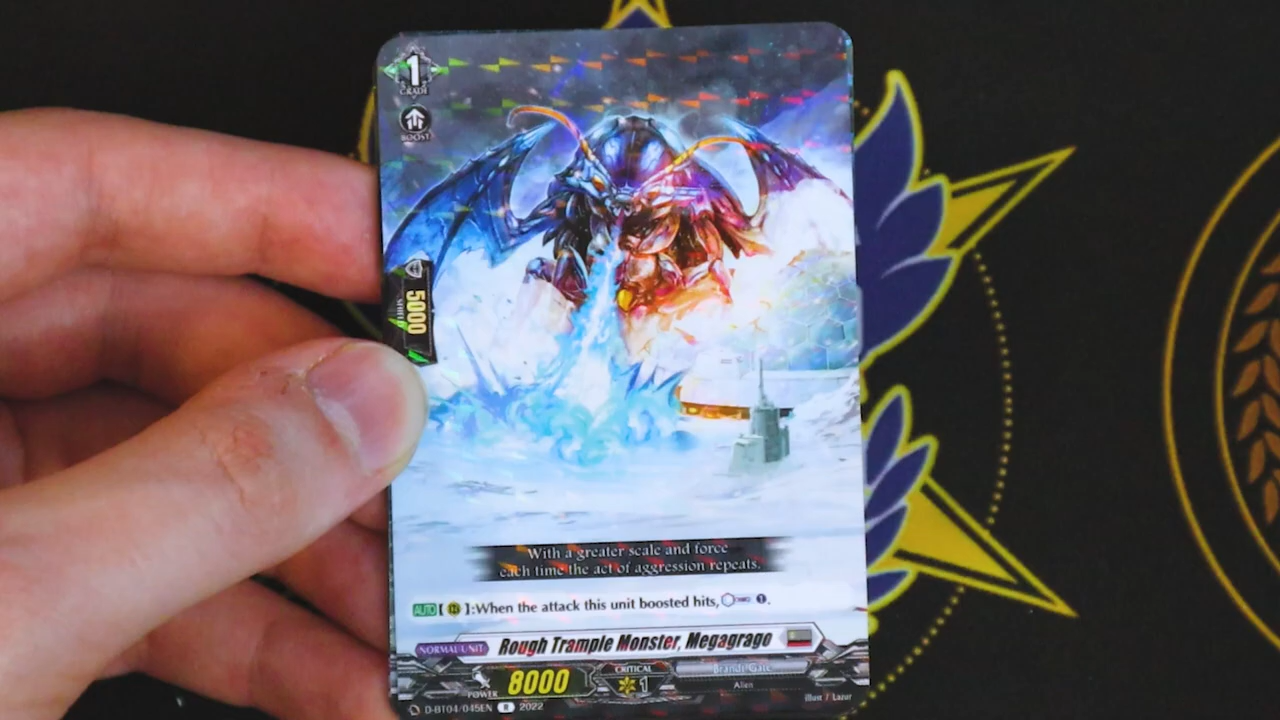 1
GRADE
BOOST
5000
SHIELD
With a greater scale and force
each time the act of aggression repeats.
AUTO [ ]:When the attack this unit boosted hits, 1.
NORMAL UNIT Rough Trample Monster, Megagrago
POWER 8000 CRITICAL 1 Brandt Gate
Alien
D-BT04/045EN R 2022 illust / Lazur